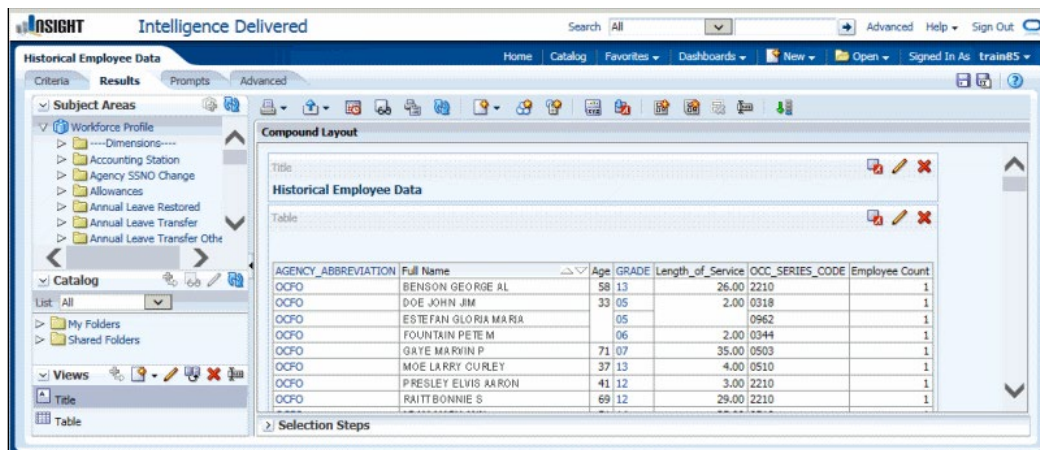 INSIGHT Intelligence Delivered Search All Advanced Help Sign Out
Historical Employee Data Home Catalog Favorites Dashboards New Open Signed In As train85
Criteria Results Prompts Advanced
Subject Areas
Workforce Profile
----Dimensions----
Accounting Station
Agency SSNO Change
Allowances
Annual Leave Restored
Annual Leave Transfer
Annual Leave Transfer Othe
Catalog
List All
My Folders
Shared Folders
Views
Title
Table
Compound Layout
Title
Historical Employee Data
Table
AGENCY_ABBREVIATION Full Name Age GRADE Length_of_Service OCC_SERIES_CODE Employee Count
OCFO BENSON GEORGE AL 58 13 26.00 2210 1
OCFO DOE JOHN JIM 33 05 2.00 0318 1
OCFO ESTEFAN GLORIA MARIA 05 0962 1
OCFO FOUNTAIN PETE M 06 2.00 0344 1
OCFO GAYE MARVIN P 71 07 35.00 0503 1
OCFO MOE LARRY CURLEY 37 13 4.00 0510 1
OCFO PRESLEY ELVIS AARON 41 12 3.00 2210 1
OCFO RAITT BONNIE S 69 12 29.00 2210 1
Selection Steps